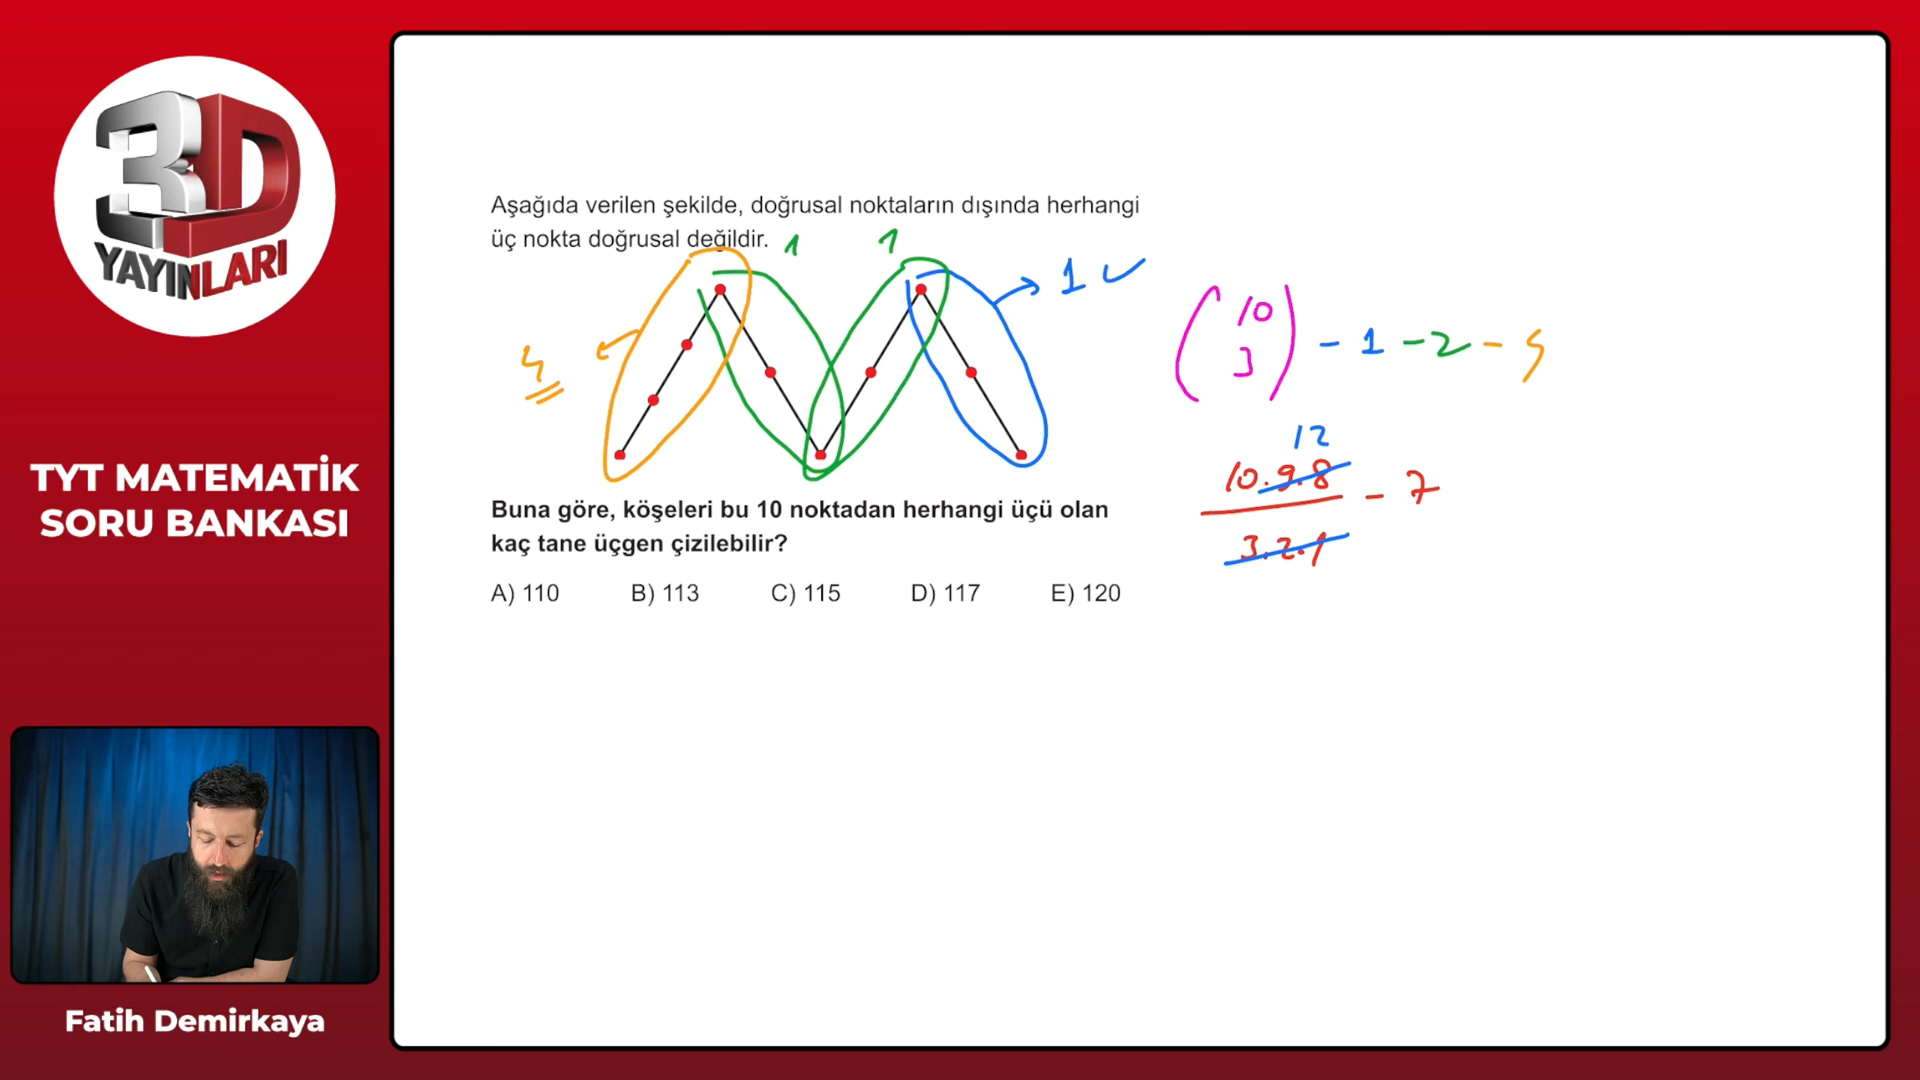 3D
YAYINLARI
TYT MATEMATİK
SORU BANKASI
Fatih Demirkaya
Aşağıda verilen şekilde, doğrusal noktaların dışında herhangi
üç nokta doğrusal değildir.
1 1
1 ✓
4
Buna göre, köşeleri bu 10 noktadan herhangi üçü olan
kaç tane üçgen çizilebilir?
A) 110 B) 113 C) 115 D) 117 E) 120
(10
3) - 1 - 2 - 4
12
10.9.8
3.2.1
- 7